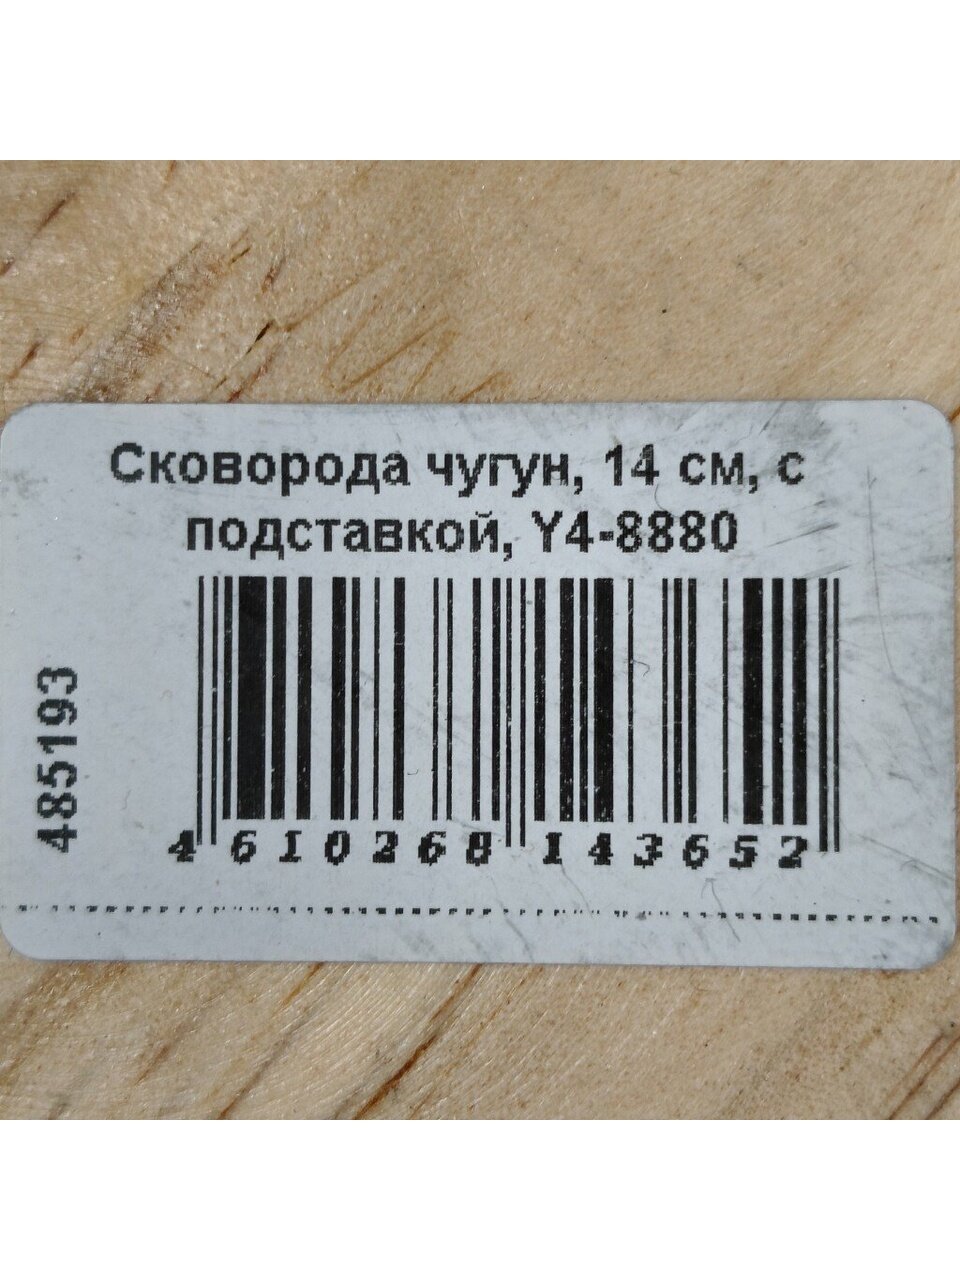 Сковорода чугун, 14 см, с
подставкой, Y4-8880
485193
4 610268 143652